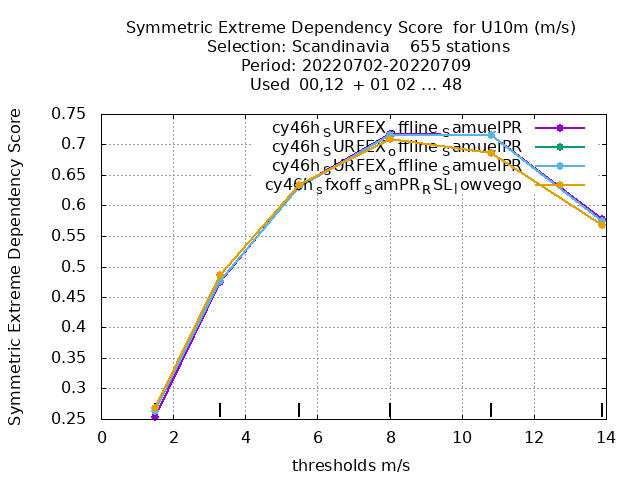 Symmetric Extreme Dependency Score for U10m (m/s)
Selection: Scandinavia 655 stations
Period: 20220702-20220709
Used 00,12 + 01 02 ... 48
Symmetric Extreme Dependency Score
0.75
0.7
0.65
0.6
0.55
0.5
0.45
0.4
0.35
0.3
0.25
cy46h_SURFEX_offline_SamuelPR
cy46h_SURFEX_offline_SamuelPR
cy46h_SURFEX_offline_SamuelPR
cy46h_sfxoff_SamPR_RSL_lowvego
0 2 4 6 8 10 12 14
thresholds m/s